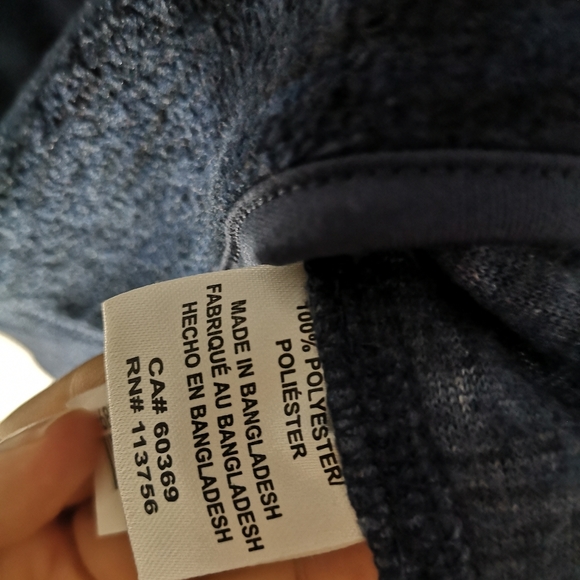 100% POLYESTER/
POLIÉSTER
MADE IN BANGLADESH
FABRIQUÉ AU BANGLADESH
HECHO EN BANGLADESH
CA# 60369
RN# 113756